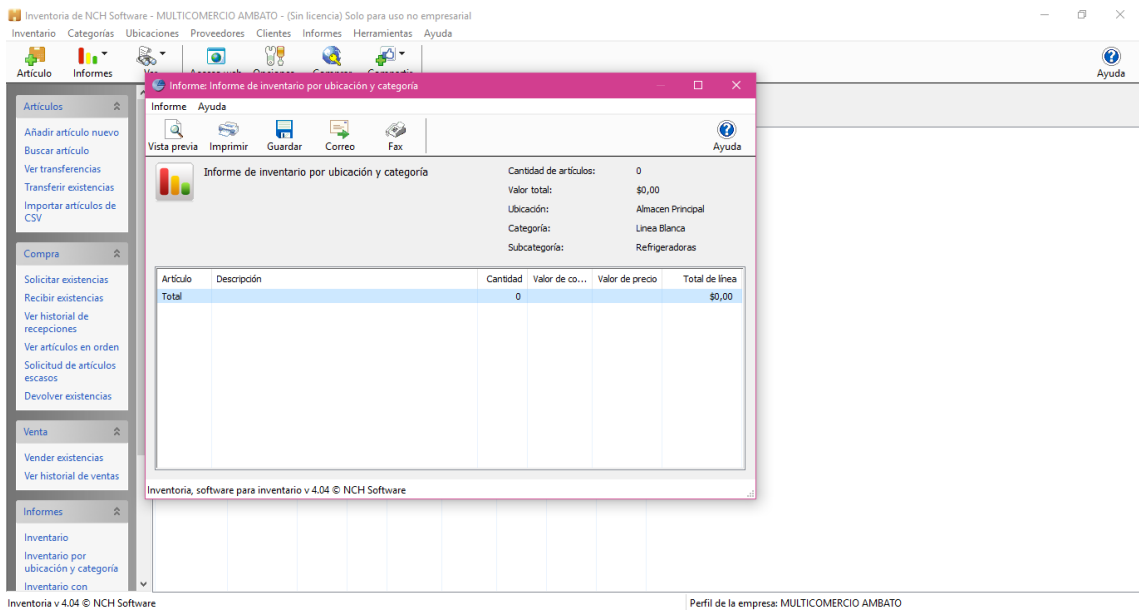 Inventoria de NCH Software - MULTICOMERCIO AMBATO - (Sin licencia) Solo para uso no empresarial
Inventario Categorías Ubicaciones Proveedores Clientes Informes Herramientas Ayuda
Artículo Informes Ayuda
Informe: Informe de inventario por ubicación y categoría
Informe Ayuda
Vista previa Imprimir Guardar Correo Fax Ayuda
Informe de inventario por ubicación y categoría
Cantidad de artículos: 0
Valor total: $0,00
Ubicación: Almacen Principal
Categoría: Linea Blanca
Subcategoría: Refrigeradoras
Artículo Descripción Cantidad Valor de co... Valor de precio Total de línea
Total 0 $0,00
Inventoria, software para inventario v 4.04 © NCH Software
Artículos
Añadir artículo nuevo
Buscar artículo
Ver transferencias
Transferir existencias
Importar artículos de
CSV
Compra
Solicitar existencias
Recibir existencias
Ver historial de
recepciones
Ver artículos en orden
Solicitud de artículos
escasos
Devolver existencias
Venta
Vender existencias
Ver historial de ventas
Informes
Inventario
Inventario por
ubicación y categoría
Inventario con
Inventoria v 4.04 © NCH Software
Perfil de la empresa: MULTICOMERCIO AMBATO